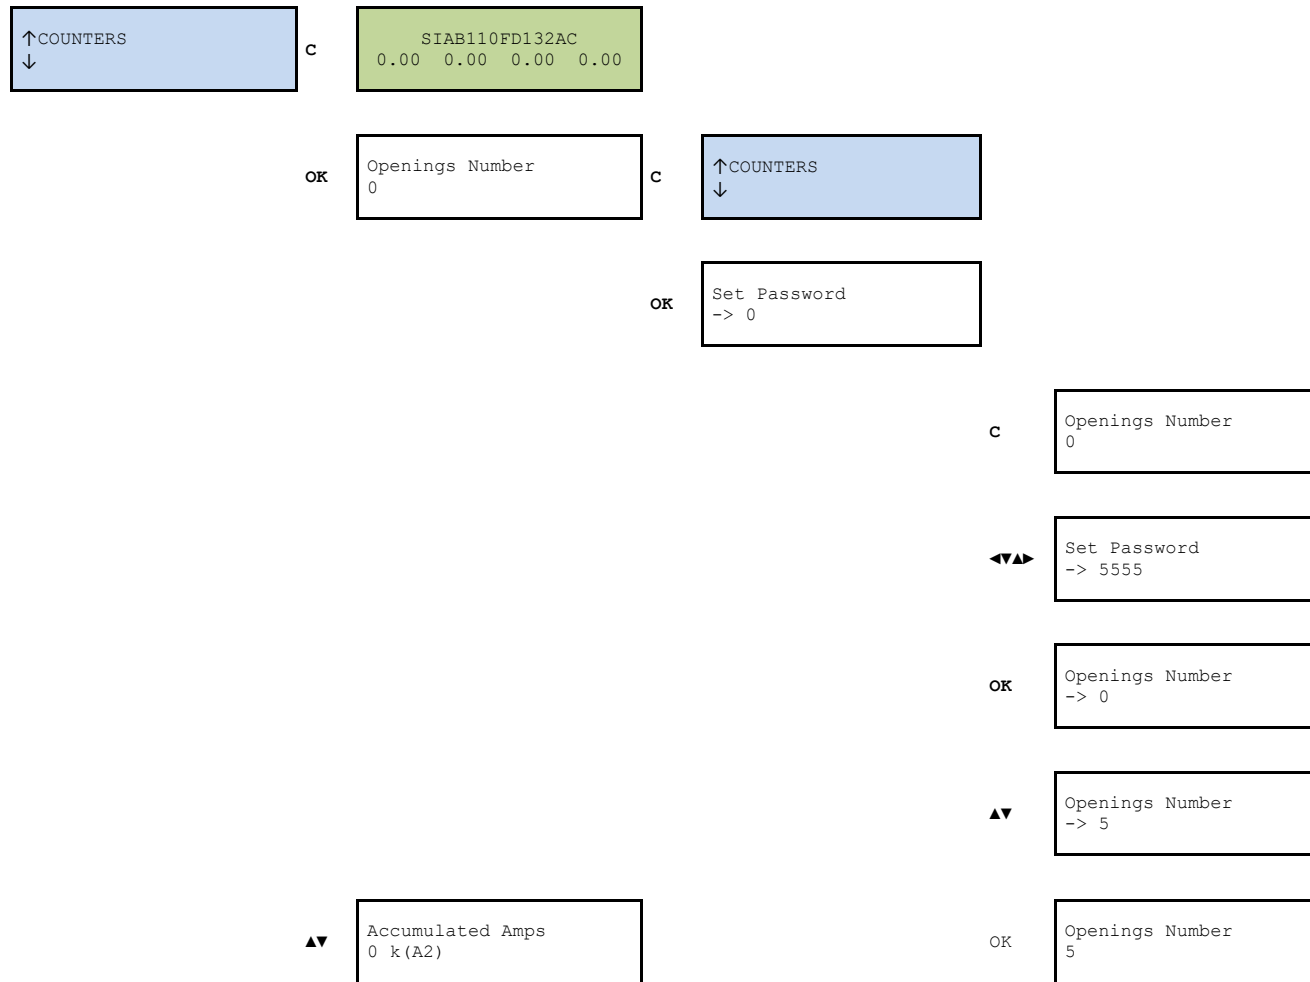 ↑COUNTERS
↓
C
SIAB110FD132AC
0.00 0.00 0.00 0.00
OK
Openings Number
0
C
↑COUNTERS
↓
OK
Set Password
-> 0
C
Openings Number
0
◄▼▲►
Set Password
-> 5555
OK
Openings Number
-> 0
▲▼
Openings Number
-> 5
▲▼
Accumulated Amps
0 k(A2)
OK
Openings Number
5